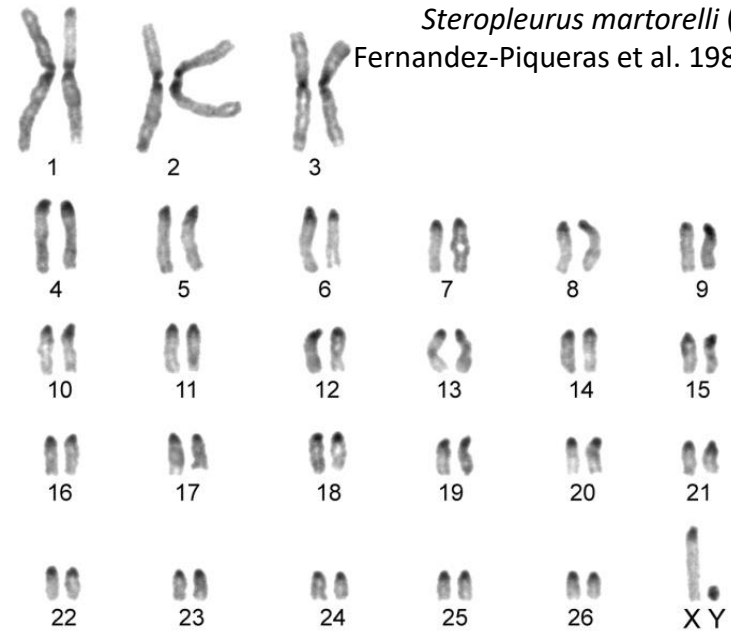 Steropleurus martorelli (
Fernandez-Piqueras et al. 198
1 2 3
4 5 6 7 8 9
10 11 12 13 14 15
16 17 18 19 20 21
22 23 24 25 26 X Y